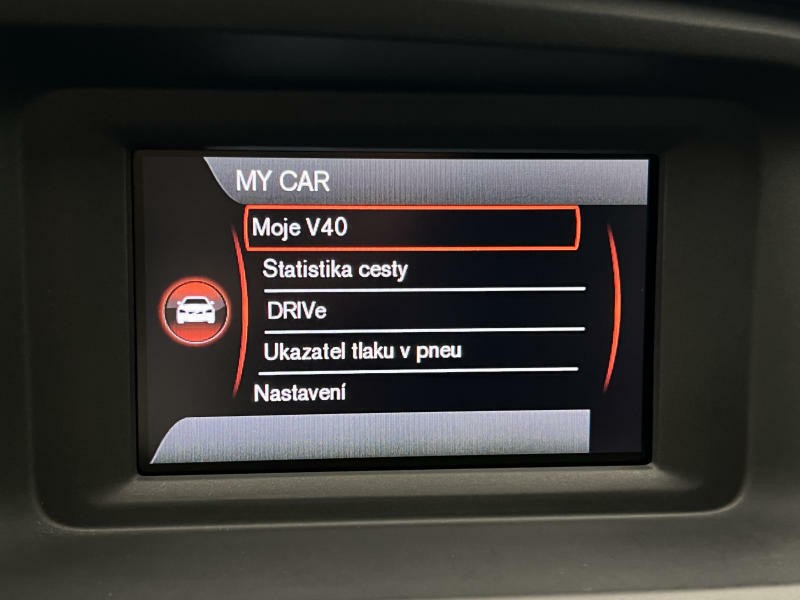 MY CAR
Moje V40
Statistika cesty
DRIVe
Ukazatel tlaku v pneu
Nastavení